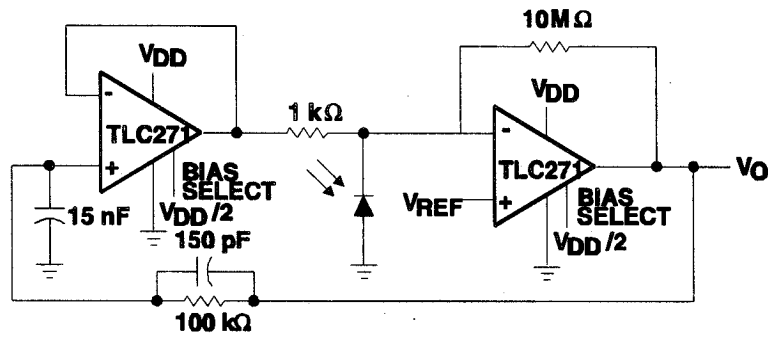 10M Ω
VDD
-
TLC271
+
BIAS
SELECT
VDD /2
15 nF
150 pF
100 kΩ
1 kΩ
VREF
VDD
-
TLC271
+
BIAS
SELECT
VDD /2
VO